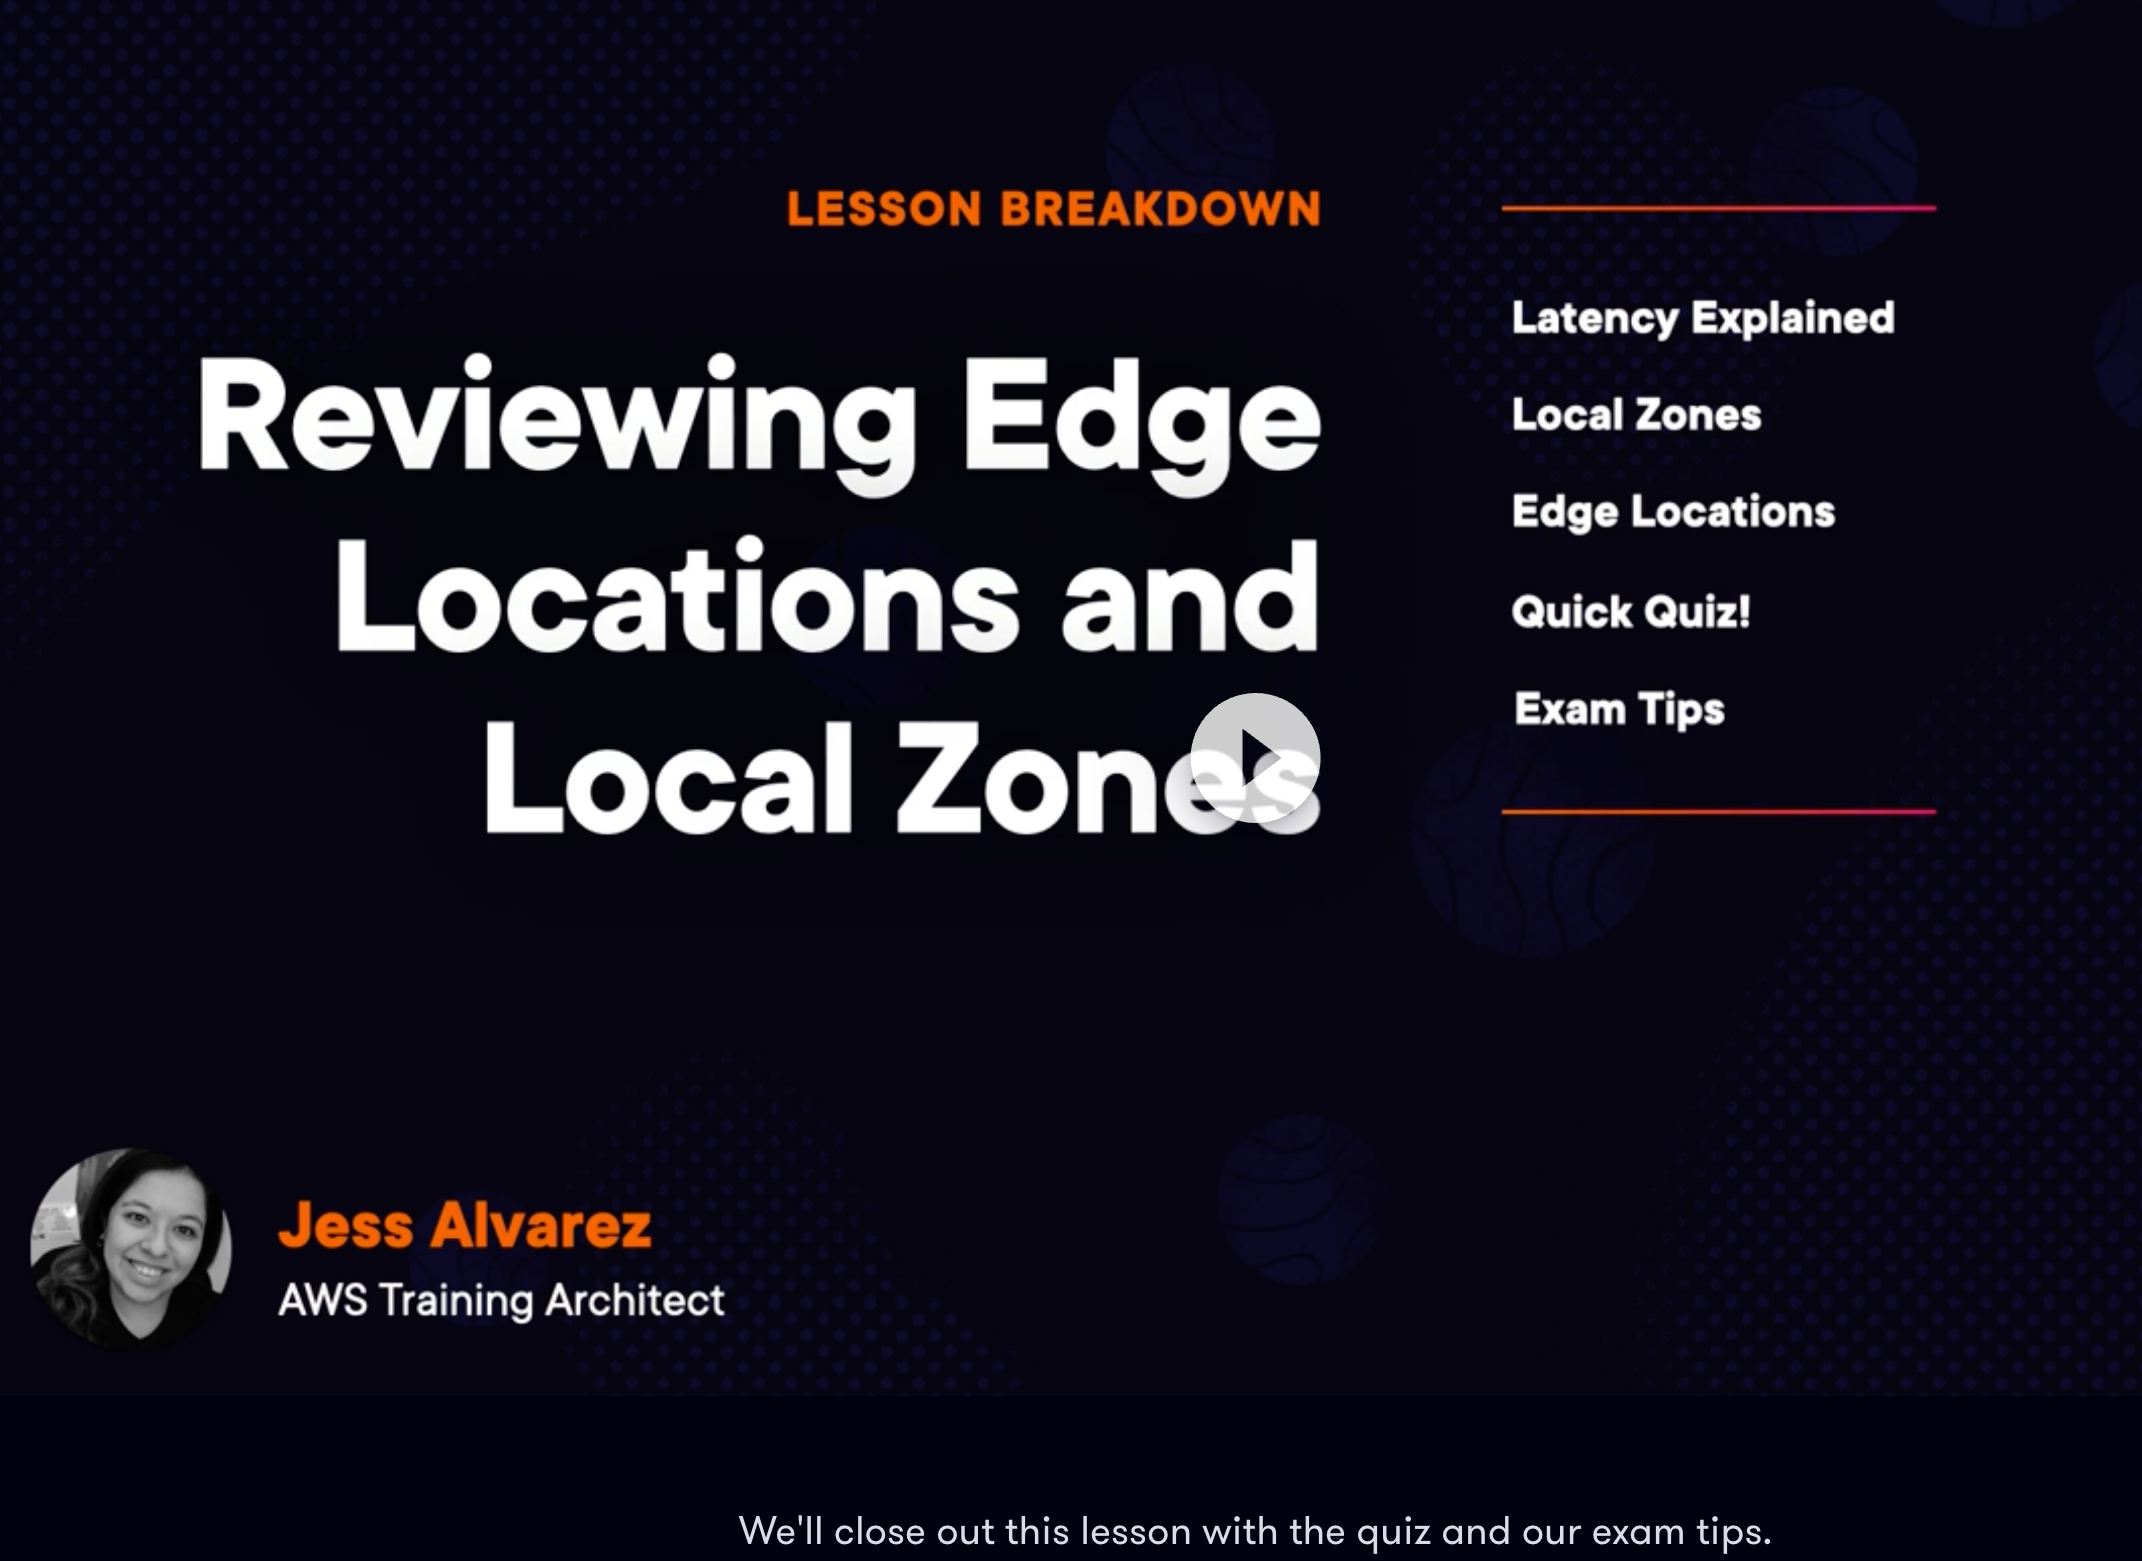 LESSON BREAKDOWN
Reviewing Edge
Locations and
Local Zones
Latency Explained
Local Zones
Edge Locations
Quick Quiz!
Exam Tips
Jess Alvarez
AWS Training Architect
We'll close out this lesson with the quiz and our exam tips.